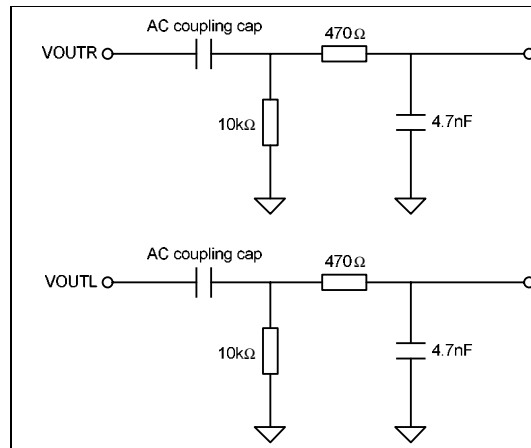 AC coupling cap
470Ω
VOUTR
10kΩ
4.7nF
AC coupling cap
470Ω
VOUTL
10kΩ
4.7nF